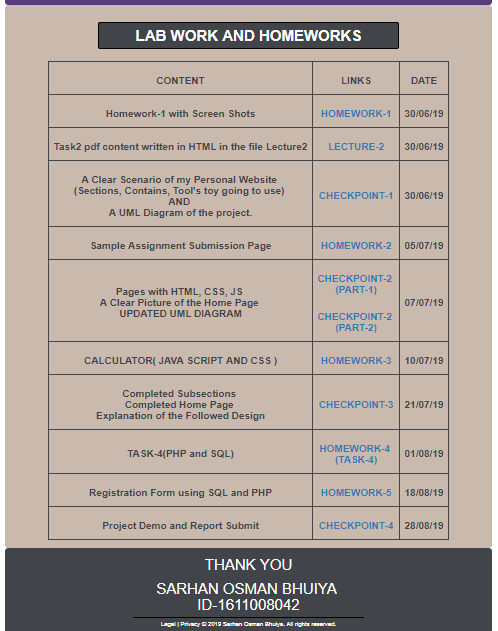 LAB WORK AND HOMEWORKS
CONTENT LINKS DATE
Homework-1 with Screen Shots HOMEWORK-1 30/06/19
Task2 pdf content written in HTML in the file Lecture2 LECTURE-2 30/06/19
A Clear Scenario of my Personal Website
(Sections, Contains, Tool's toy going to use)
AND
A UML Diagram of the project.
CHECKPOINT-1 30/06/19
Sample Assignment Submission Page HOMEWORK-2 05/07/19
Pages with HTML, CSS, JS
A Clear Picture of the Home Page
UPDATED UML DIAGRAM
CHECKPOINT-2
(PART-1)
CHECKPOINT-2
(PART-2)
07/07/19
CALCULATOR( JAVA SCRIPT AND CSS ) HOMEWORK-3 10/07/19
Completed Subsections
Completed Home Page
Explanation of the Followed Design
CHECKPOINT-3 21/07/19
TASK-4(PHP and SQL)
HOMEWORK-4
(TASK-4)
01/08/19
Registration Form using SQL and PHP HOMEWORK-5 18/08/19
Project Demo and Report Submit CHECKPOINT-4 28/08/19
THANK YOU
SARHAN OSMAN BHUIYA
ID-1611008042
Legal | Privacy © 2019 Sarhan Osman Bhuiya. All rights reserved.